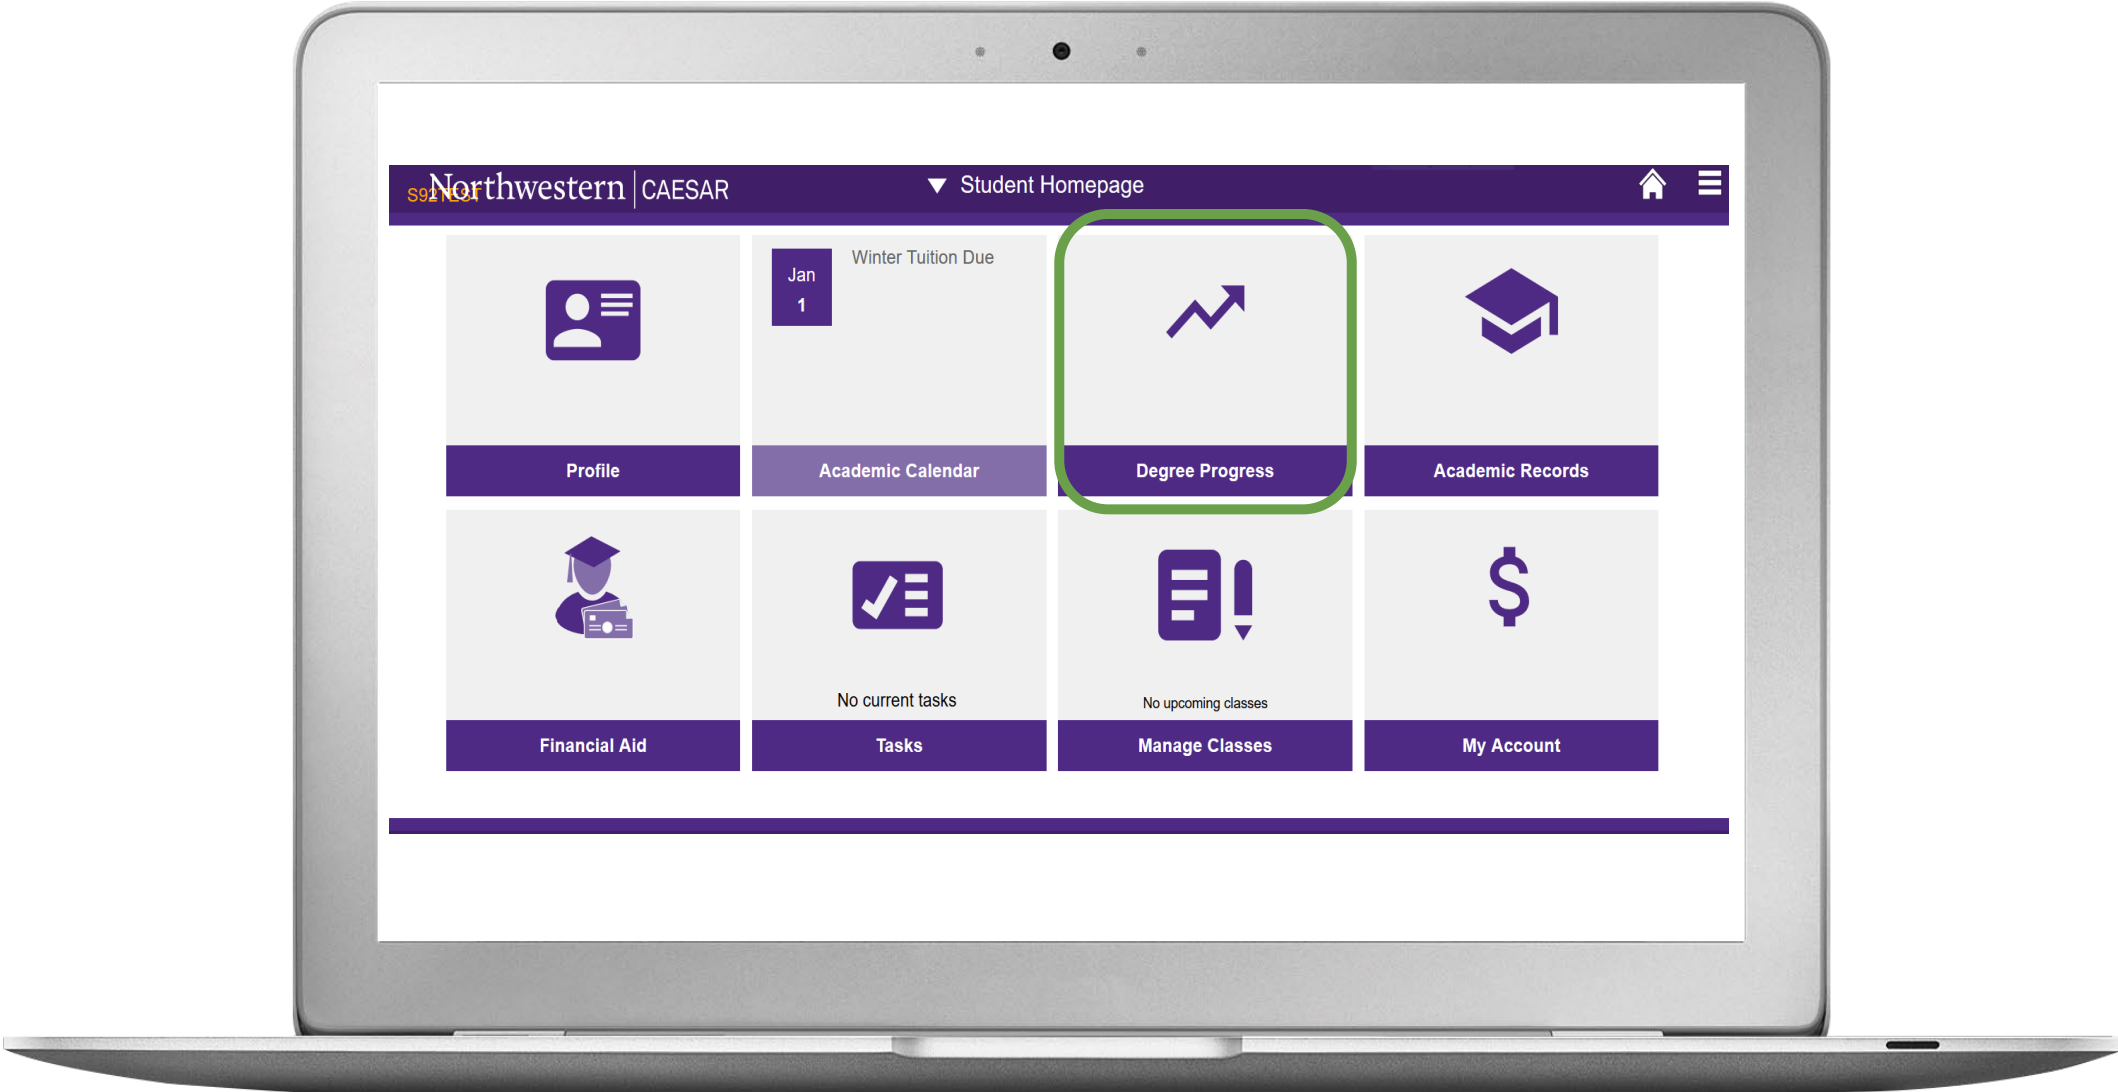 S92TEST
Northwestern | CAESAR
Student Homepage
Jan
1
Winter Tuition Due
Profile
Academic Calendar
Degree Progress
Academic Records
No current tasks
No upcoming classes
Financial Aid
Tasks
Manage Classes
My Account